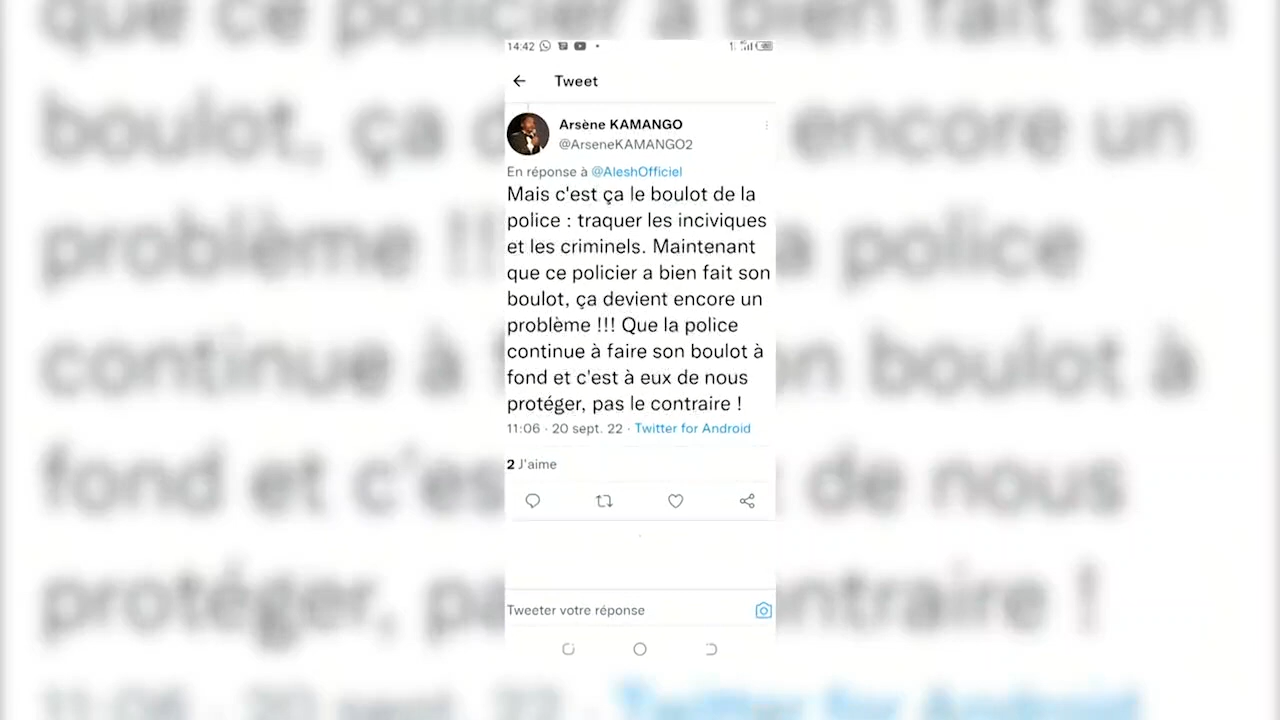 14:42
Tweet
Arsène KAMANGO
@ArseneKAMANGO2
En réponse à @AleshOfficiel
Mais c'est ça le boulot de la
police : traquer les inciviques
et les criminels. Maintenant
que ce policier a bien fait son
boulot, ça devient encore un
problème !!! Que la police
continue à faire son boulot à
fond et c'est à eux de nous
protéger, pas le contraire !
11:06 · 20 sept. 22 · Twitter for Android
2 J'aime
Tweeter votre réponse